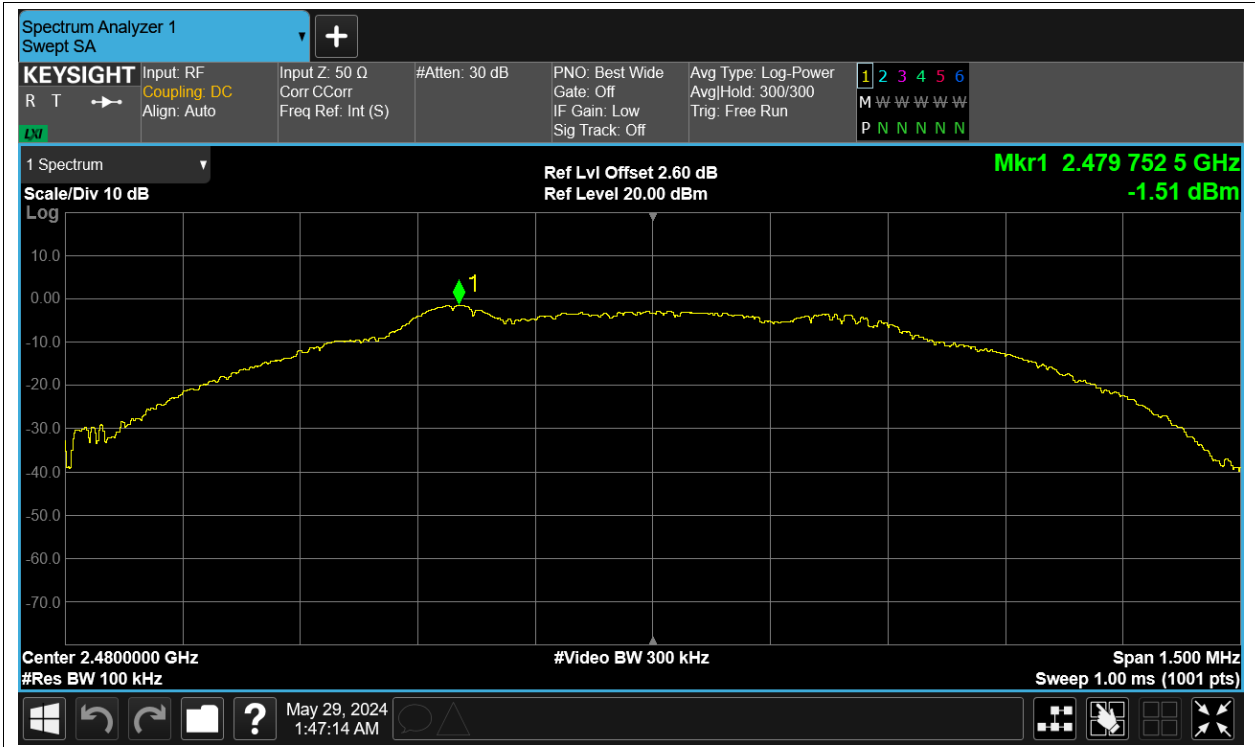 Spectrum Analyzer 1
Swept SA
KEYSIGHT
R T
LXI
Input: RF
Coupling: DC
Align: Auto
Input Z: 50 Ω
Corr CCorr
Freq Ref: Int (S)
#Atten: 30 dB
PNO: Best Wide
Gate: Off
IF Gain: Low
Sig Track: Off
Avg Type: Log-Power
Avg|Hold: 300/300
Trig: Free Run
1 2 3 4 5 6
M W W W W W
P N N N N N
1 Spectrum
Scale/Div 10 dB
Log
Ref Lvl Offset 2.60 dB
Ref Level 20.00 dBm
Mkr1 2.479 752 5 GHz
-1.51 dBm
10.0
0.00
-10.0
-20.0
-30.0
-40.0
-50.0
-60.0
-70.0
1
Center 2.4800000 GHz
#Res BW 100 kHz
#Video BW 300 kHz
Span 1.500 MHz
Sweep 1.00 ms (1001 pts)
?
May 29, 2024
1:47:14 AM